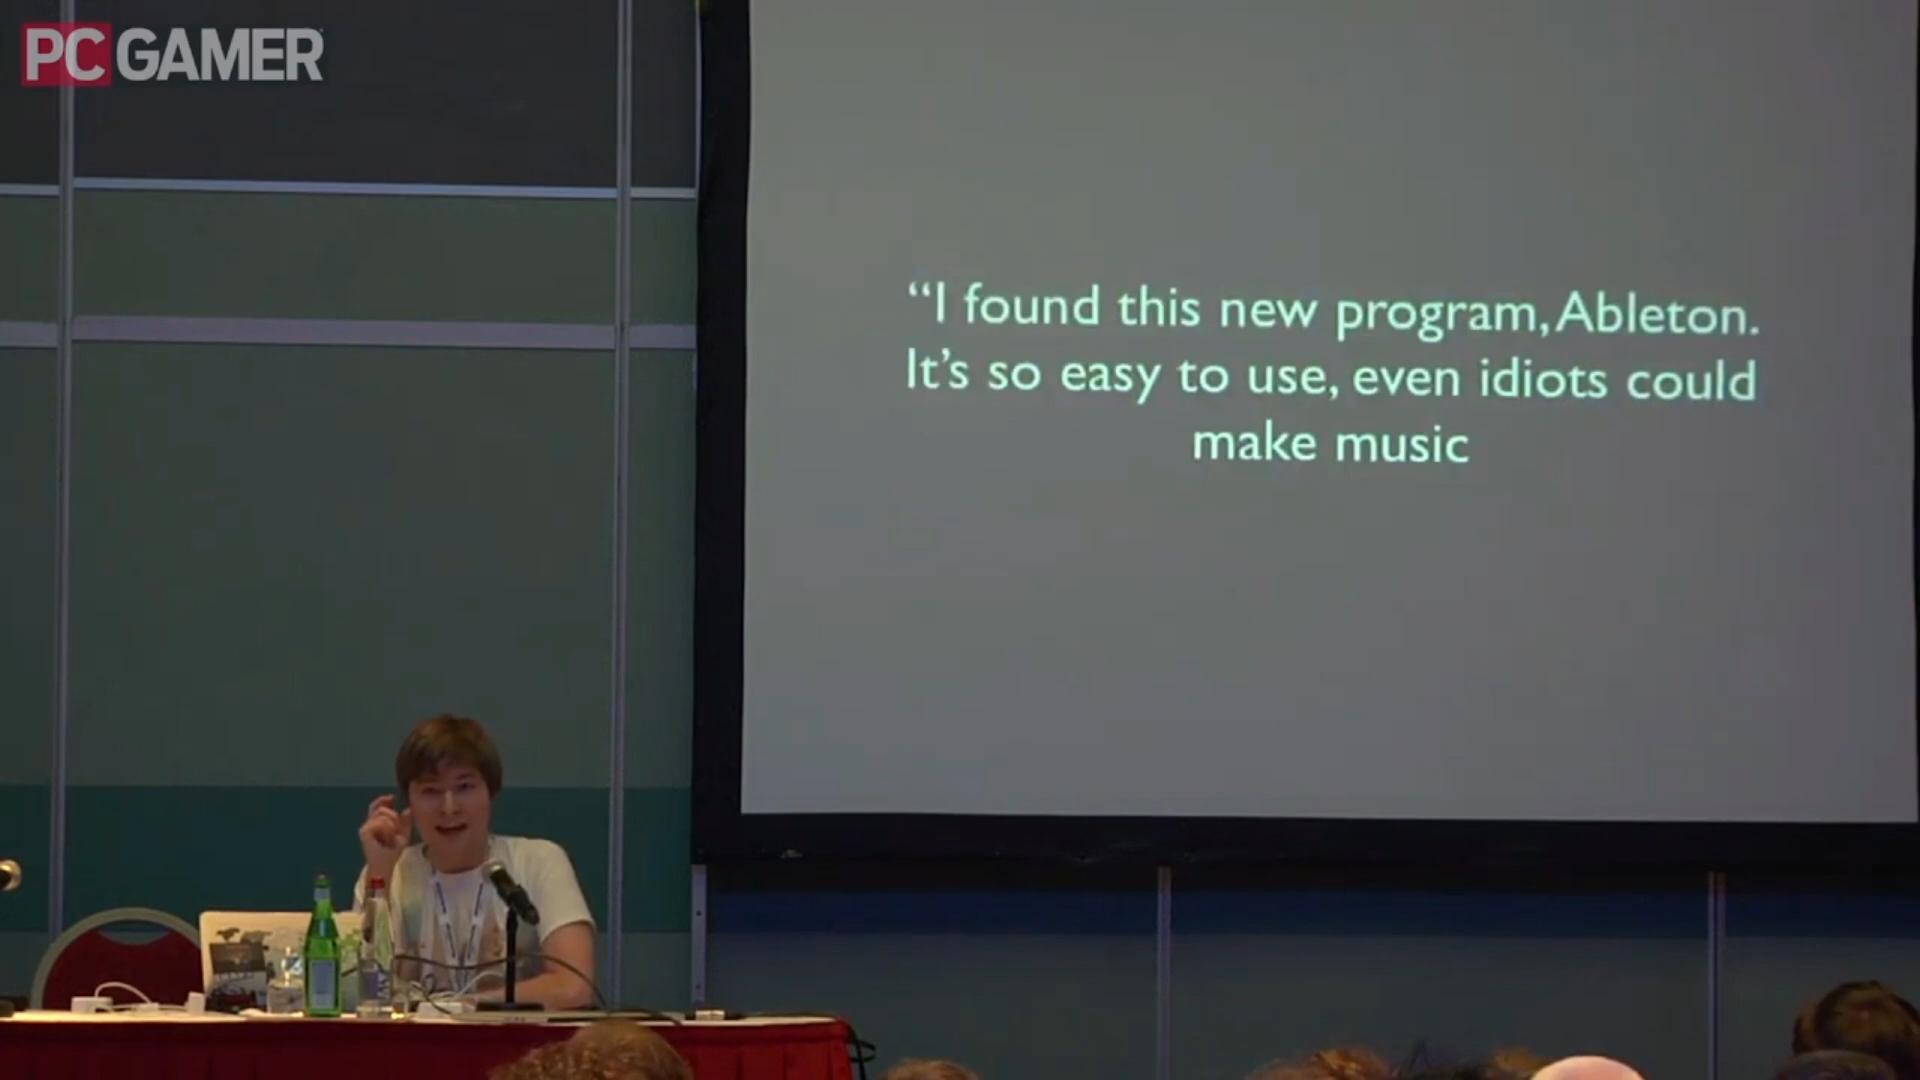 PC GAMER
“I found this new program, Ableton.
It’s so easy to use, even idiots could
make music